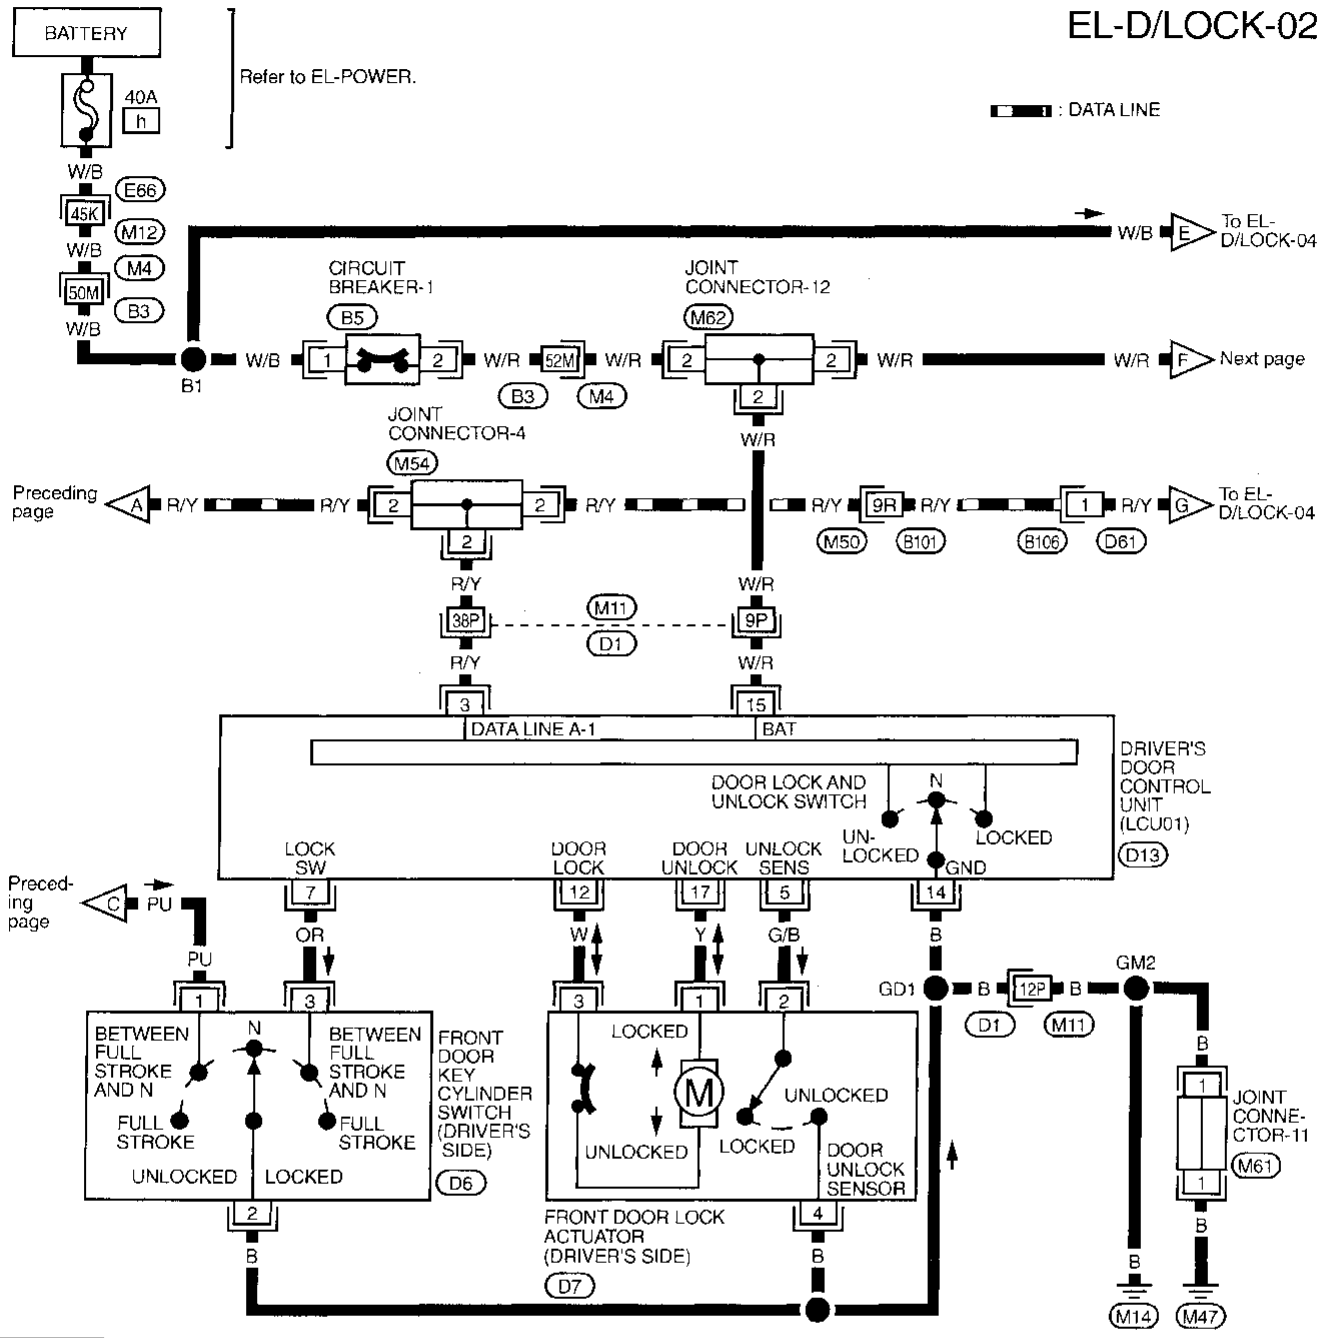 EL-D/LOCK-02
BATTERY
Refer to EL-POWER.
40A
h
: DATA LINE
W/B
E66
45K
M12
W/B
M4
50M
B3
W/B
W/B
E
To EL-
D/LOCK-04
CIRCUIT
BREAKER-1
B5
JOINT
CONNECTOR-12
M62
B1
W/B
1
2
W/R
52M
W/R
2
2
W/R
W/R
F
Next page
B3
M4
2
W/R
JOINT
CONNECTOR-4
M54
Preceding
page
A
R/Y
R/Y
2
2
R/Y
R/Y
9R
R/Y
1
R/Y
G
To EL-
D/LOCK-04
M50
B101
B106
D61
2
R/Y
W/R
38P
M11
D1
9P
R/Y
W/R
3
15
DATA LINE A-1
BAT
DRIVER'S
DOOR
CONTROL
UNIT
(LCU01)
D13
DOOR LOCK AND
UNLOCK SWITCH
N
UN-
LOCKED
LOCKED
LOCK
SW
DOOR
LOCK
DOOR
UNLOCK
UNLOCK
SENS
GND
7
12
17
5
14
Preced-
ing
page
C
PU
OR
W
Y
G/B
B
PU
1
3
3
1
2
GD1
B
12P
B
GM2
D1
M11
BETWEEN
FULL
STROKE
AND N
N
BETWEEN
FULL
STROKE
AND N
FULL
STROKE
FULL
STROKE
UNLOCKED
LOCKED
FRONT
DOOR
KEY
CYLINDER
SWITCH
(DRIVER'S
SIDE)
D6
LOCKED
M
UNLOCKED
UNLOCKED
LOCKED
DOOR
UNLOCK
SENSOR
B
1
JOINT
CONNE-
CTOR-11
M61
1
B
2
B
FRONT DOOR LOCK
ACTUATOR
(DRIVER'S SIDE)
D7
4
B
B
M14
M47